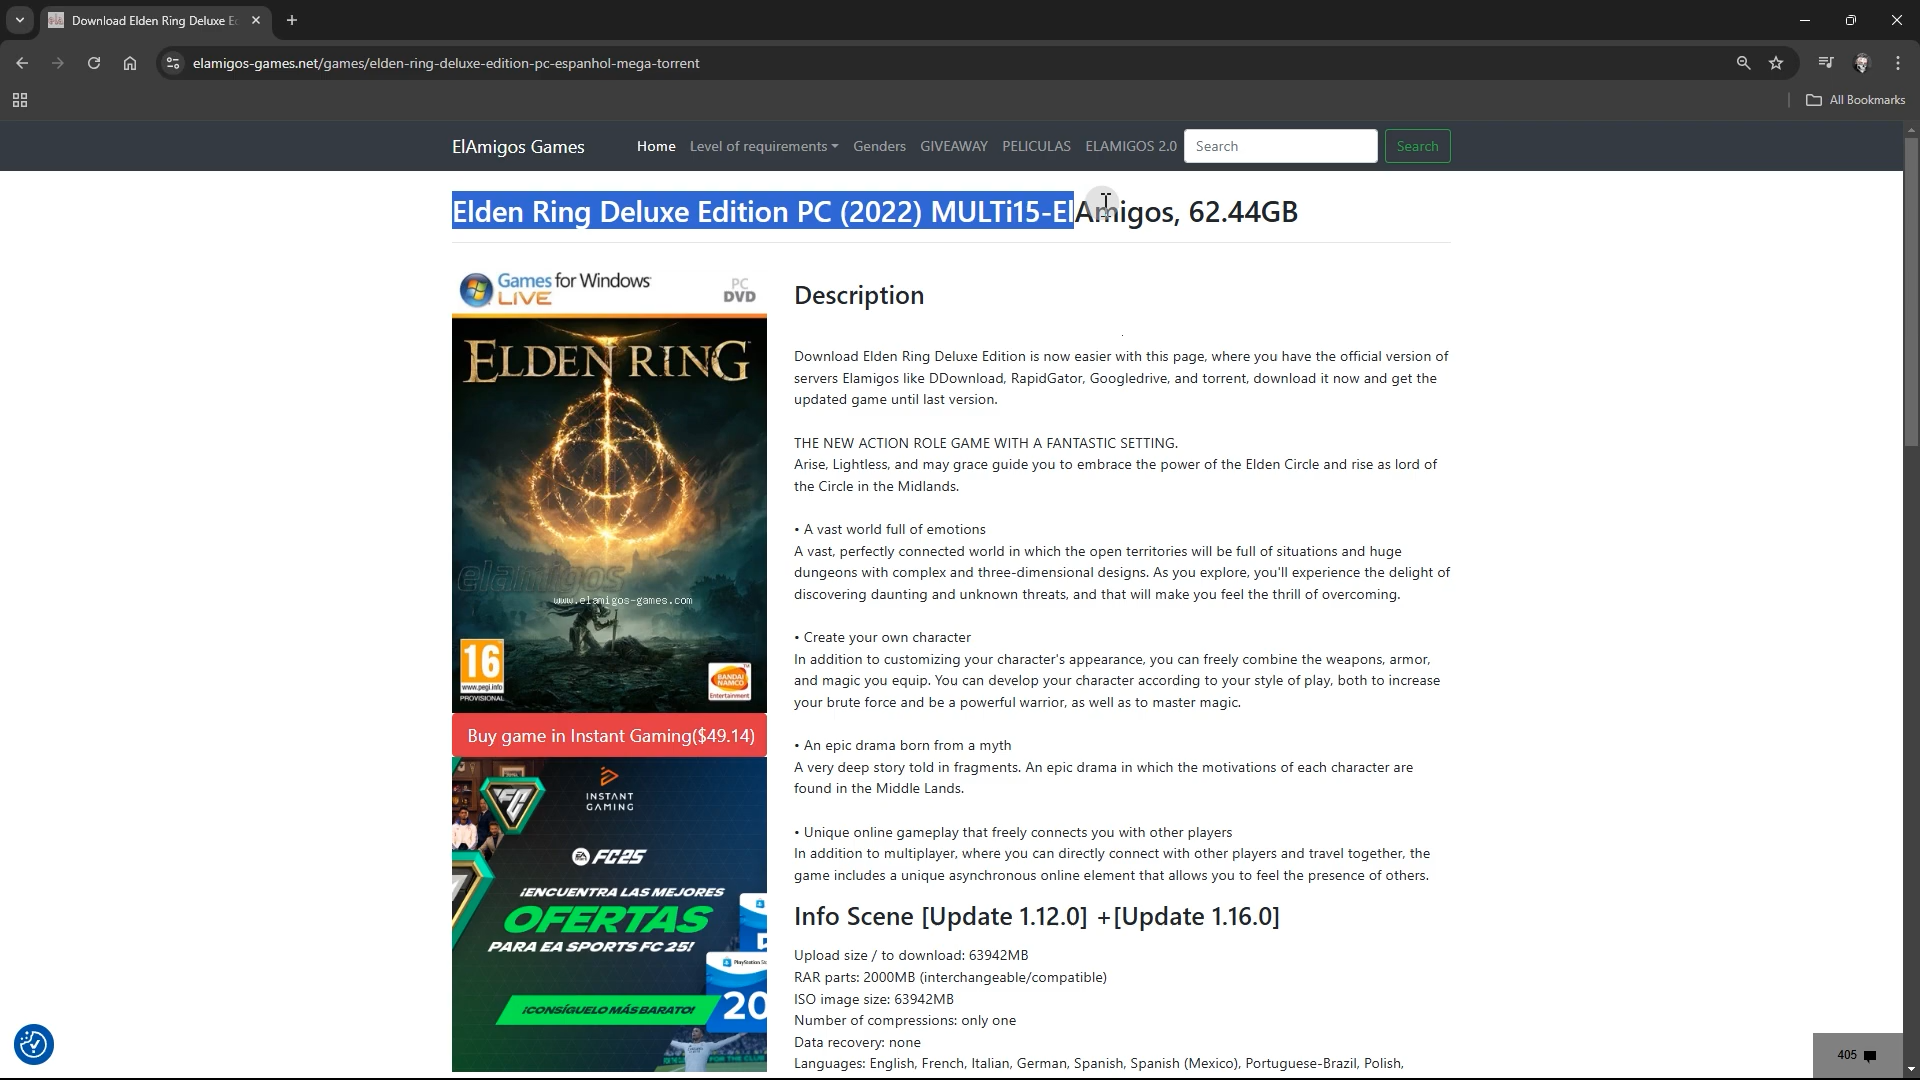 Download Elden Ring Deluxe Ec
elamigos-games.net/games/elden-ring-deluxe-edition-pc-espanhol-mega-torrent
All Bookmarks
ElAmigos Games
Home
Level of requirements
Genders
GIVEAWAY
PELICULAS
ELAMIGOS 2.0
Search
Search
Elden Ring Deluxe Edition PC (2022) MULTi15-ElAmigos, 62.44GB
Games for Windows
LIVE
PC
DVD
ELDEN RING
elamigos
www.elamigos-games.com
16
www.pegi.info
PROVISIONAL
BANDAI
NAMCO
Entertainment
Buy game in Instant Gaming($49.14)
INSTANT
GAMING
FC25
¡ENCUENTRA LAS MEJORES
OFERTAS
PARA EA SPORTS FC 25!
PlayStation
20
¡CONSÍGUELO MÁS BARATO!
Description
Download Elden Ring Deluxe Edition is now easier with this page, where you have the official version of
servers Elamigos like DDownload, RapidGator, Googledrive, and torrent, download it now and get the
updated game until last version.
THE NEW ACTION ROLE GAME WITH A FANTASTIC SETTING.
Arise, Lightless, and may grace guide you to embrace the power of the Elden Circle and rise as lord of
the Circle in the Midlands.
• A vast world full of emotions
A vast, perfectly connected world in which the open territories will be full of situations and huge
dungeons with complex and three-dimensional designs. As you explore, you'll experience the delight of
discovering daunting and unknown threats, and that will make you feel the thrill of overcoming.
• Create your own character
In addition to customizing your character's appearance, you can freely combine the weapons, armor,
and magic you equip. You can develop your character according to your style of play, both to increase
your brute force and be a powerful warrior, as well as to master magic.
• An epic drama born from a myth
A very deep story told in fragments. An epic drama in which the motivations of each character are
found in the Middle Lands.
• Unique online gameplay that freely connects you with other players
In addition to multiplayer, where you can directly connect with other players and travel together, the
game includes a unique asynchronous online element that allows you to feel the presence of others.
Info Scene [Update 1.12.0] +[Update 1.16.0]
Upload size / to download: 63942MB
RAR parts: 2000MB (interchangeable/compatible)
ISO image size: 63942MB
Number of compressions: only one
Data recovery: none
Languages: English, French, Italian, German, Spanish, Spanish (Mexico), Portuguese-Brazil, Polish,
405